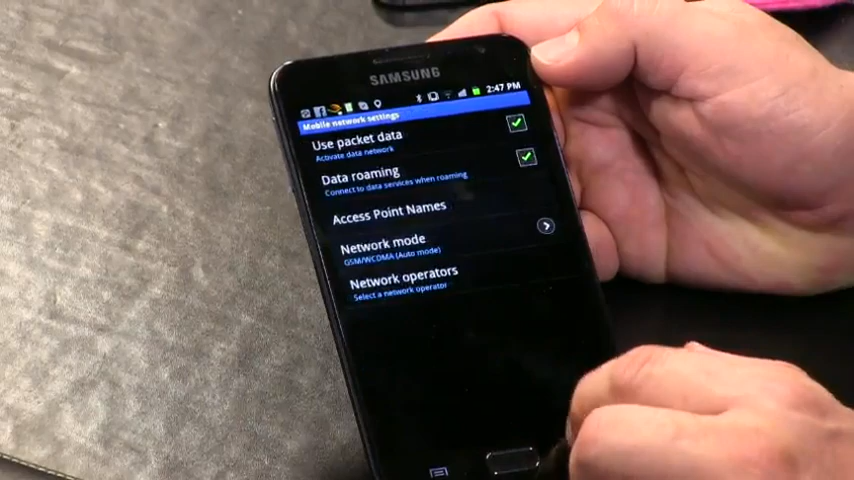 SAMSUNG
2:47 PM
Mobile network settings
Use packet data
Activate data network
Data roaming
Connect to data services when roaming
Access Point Names
Network mode
GSM/WCDMA (Auto mode)
Network operators
Select a network operator